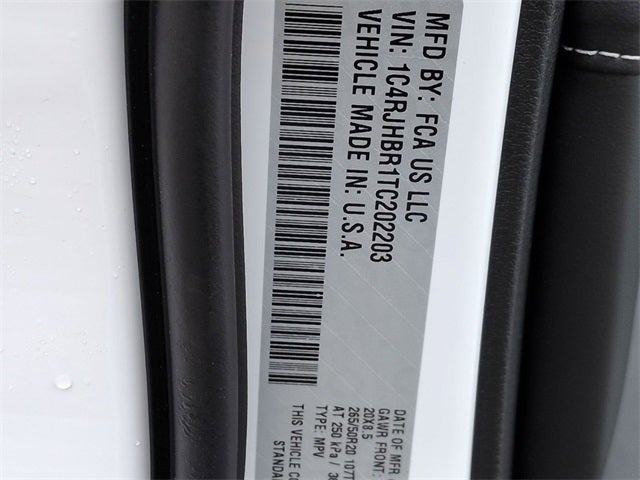 MFD BY: FCA US LLC
VIN: 1C4RJHBR1TC202203
VEHICLE MADE IN: U.S.A.
DATE OF MFR
GAWR FRONT:
20X8.5
265/50R20 107T
AT 250 kPa /
TYPE: MPV
THIS VEHICLE